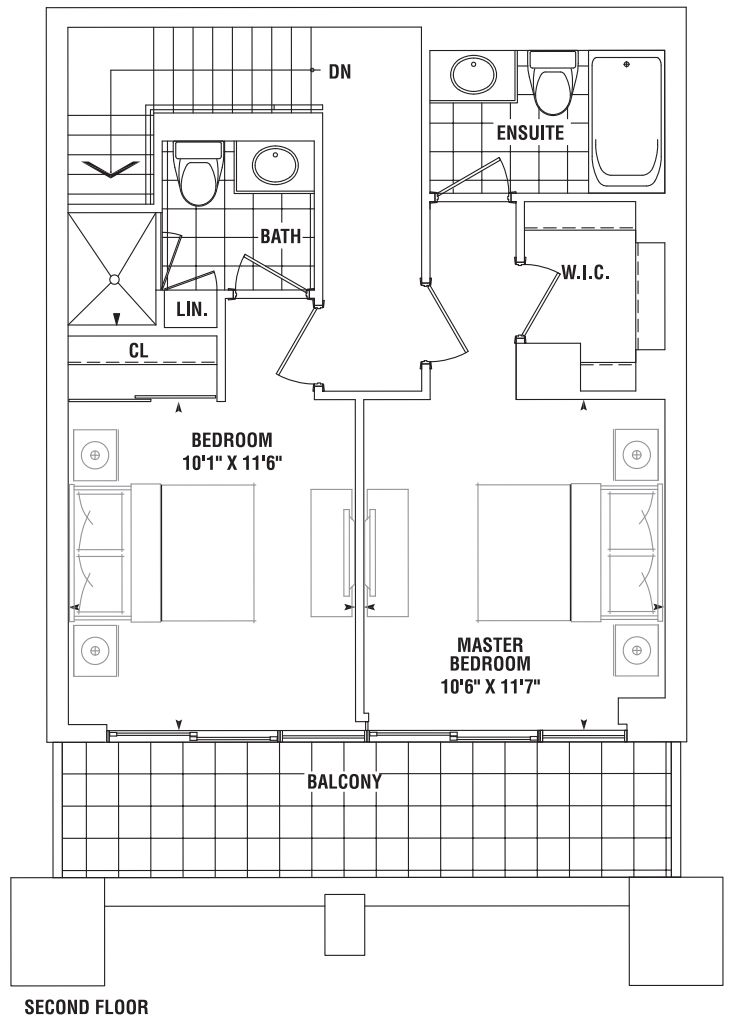 DN
ENSUITE
BATH
W.I.C.
LIN.
CL
BEDROOM
10'1" X 11'6"
MASTER
BEDROOM
10'6" X 11'7"
BALCONY
SECOND FLOOR